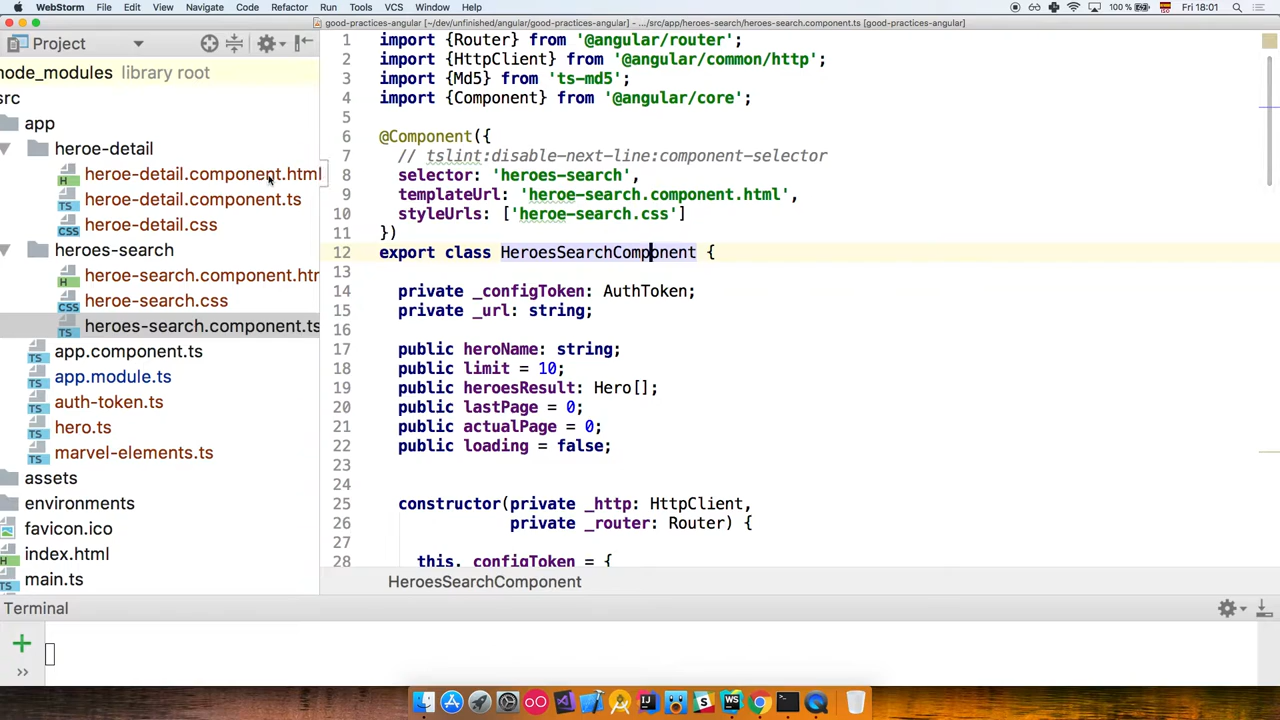 WebStorm File Edit View Navigate Code Refactor Run Tools VCS Window Help 100 % Fri 18:01
good-practices-angular [~/dev/unfinished/angular/good-practices-angular] - .../src/app/heroes-search/heroes-search.component.ts [good-practices-angular]
Project
node_modules library root
src
app
heroe-detail
heroe-detail.component.html
heroe-detail.component.ts
heroe-detail.css
heroes-search
heroe-search.component.htm
heroe-search.css
heroes-search.component.ts
app.component.ts
app.module.ts
auth-token.ts
hero.ts
marvel-elements.ts
assets
environments
favicon.ico
index.html
main.ts
1 import {Router} from '@angular/router';
2 import {HttpClient} from '@angular/common/http';
3 import {Md5} from 'ts-md5';
4 import {Component} from '@angular/core';
5
6 @Component({
7 // tslint:disable-next-line:component-selector
8 selector: 'heroes-search',
9 templateUrl: 'heroe-search.component.html',
10 styleUrls: ['heroe-search.css']
11 })
12 export class HeroesSearchComponent {
13
14 private _configToken: AuthToken;
15 private _url: string;
16
17 public heroName: string;
18 public limit = 10;
19 public heroesResult: Hero[];
20 public lastPage = 0;
21 public actualPage = 0;
22 public loading = false;
23
24
25 constructor(private _http: HttpClient,
26 private _router: Router) {
27
28 this._configToken = {
HeroesSearchComponent
Terminal